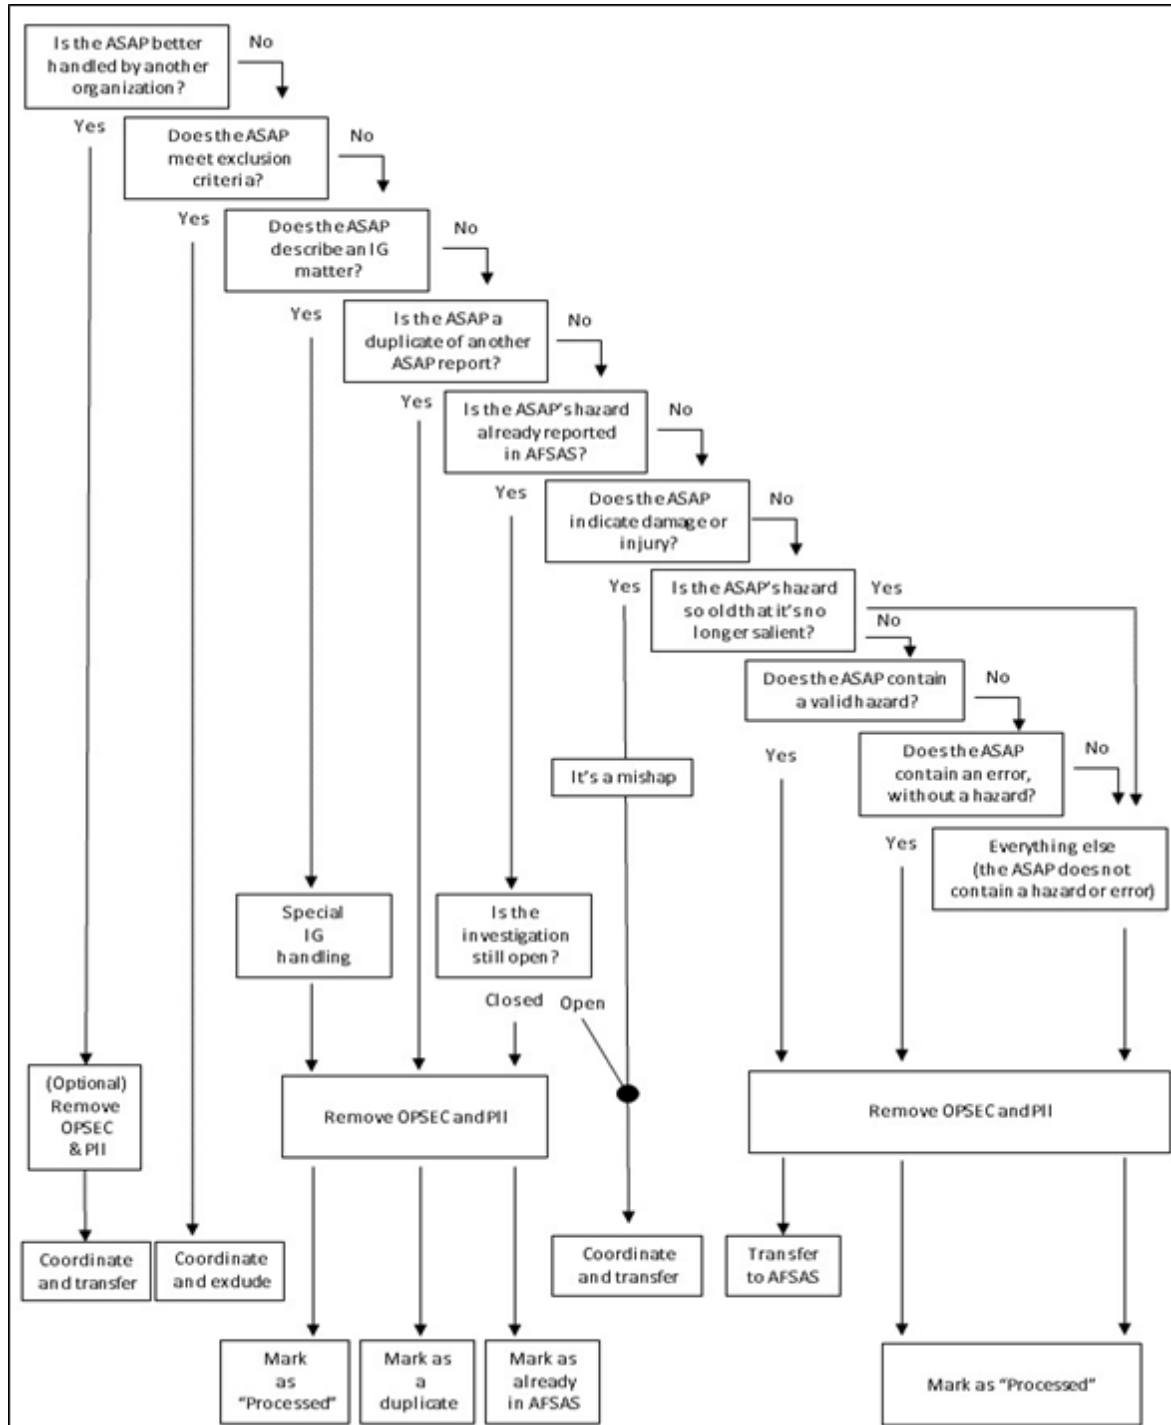 Is the ASAP better
handled by another
organization?
No
Yes
Does the ASAP
meet exclusion
criteria?
No
Yes
Does the ASAP
describe an IG
matter?
No
Yes
Is the ASAP a
duplicate of another
ASAP report?
No
Yes
Is the ASAP's hazard
already reported
in AFSAS?
No
Yes
Does the ASAP
indicate damage or
injury?
No
Yes
Is the ASAP's hazard
so old that it's no
longer salient?
Yes
No
Does the ASAP contain
a valid hazard?
No
Yes
Does the ASAP
contain an error,
without a hazard?
No
Yes
It's a mishap
Everything else
(the ASAP does not
contain a hazard or error)
Special
IG
handling
Is the
investigation
still open?
Closed
Open
(Optional)
Remove
OPSEC
& PII
Remove OPSEC and PII
Remove OPSEC and PII
Coordinate
and transfer
Coordinate
and exclude
Coordinate
and transfer
Transfer
to AFSAS
Mark
as
"Processed"
Mark as
a
duplicate
Mark as
already
in AFSAS
Mark as "Processed"